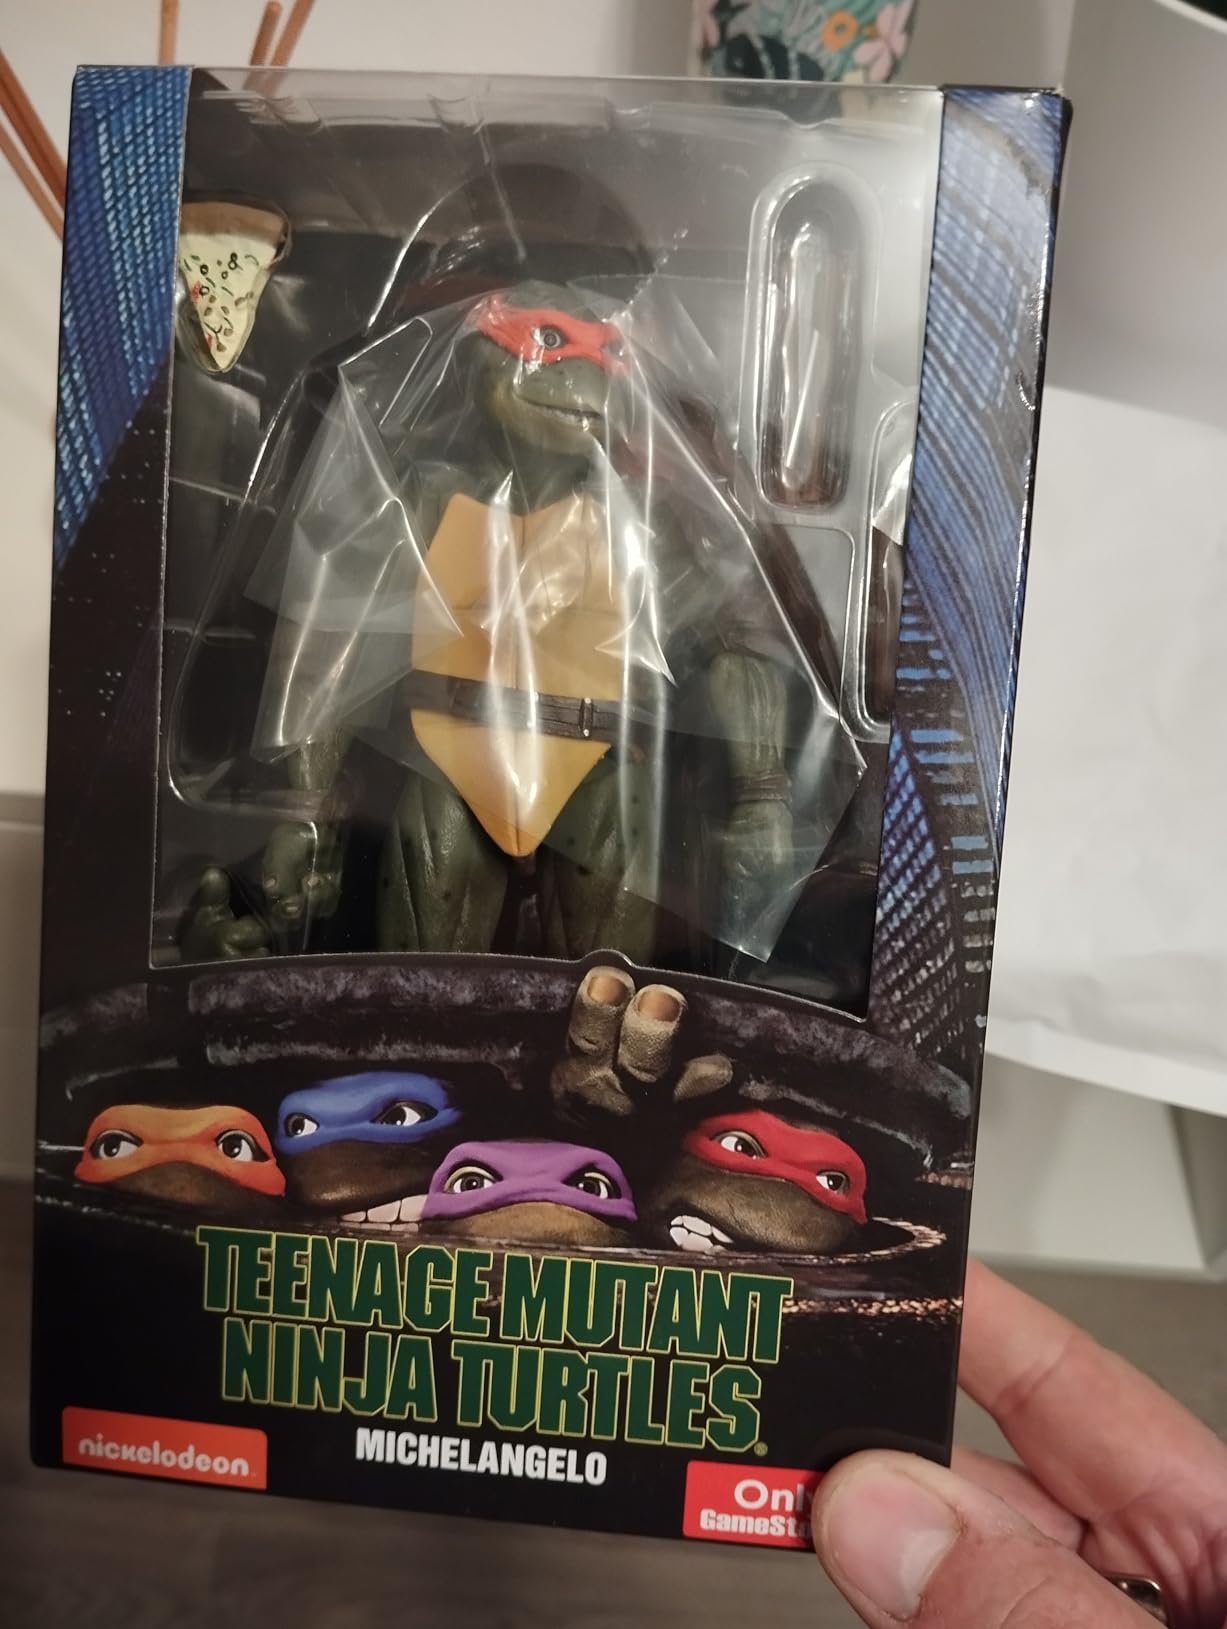 TEENAGE MUTANT
NINJA TURTLES®
MICHELANGELO
nickelodeon